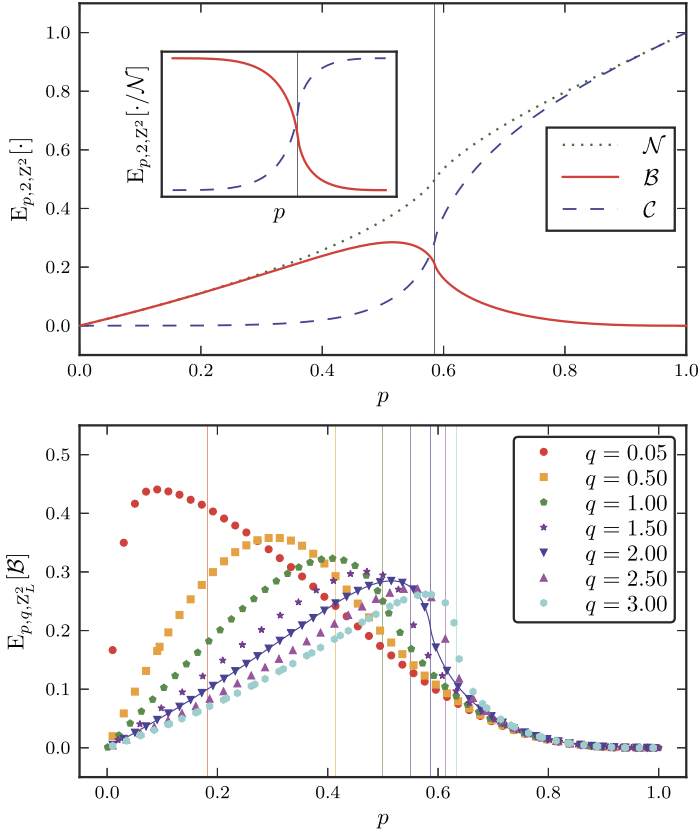 1.0
0.8
0.6
0.4
0.2
0.0
E_{p,2,Z^2}[·]
E_{p,2,Z^2}[·/𝒩]
p
𝒩
ℬ
𝒞
0.0 0.2 0.4 0.6 0.8 1.0
p
0.5
0.4
0.3
0.2
0.1
0.0
E_{p,q,Z_L^2}[ℬ]
q = 0.05
q = 0.50
q = 1.00
q = 1.50
q = 2.00
q = 2.50
q = 3.00
0.0 0.2 0.4 0.6 0.8 1.0
p